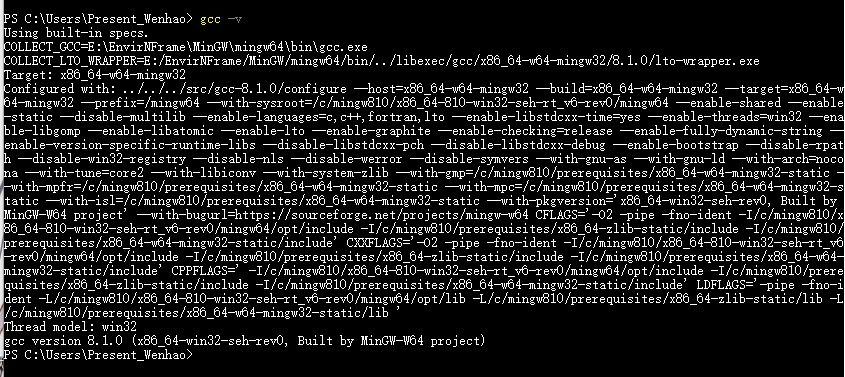 PS C:\Users\Present_Wenhao> gcc -v
Using built-in specs.
COLLECT_GCC=E:\EnvirNFrame\MinGW\mingw64\bin\gcc.exe
COLLECT_LTO_WRAPPER=E:/EnvirNFrame/MinGW/mingw64/bin/../libexec/gcc/x86_64-w64-mingw32/8.1.0/lto-wrapper.exe
Target: x86_64-w64-mingw32
Configured with: ../../../src/gcc-8.1.0/configure --host=x86_64-w64-mingw32 --build=x86_64-w64-mingw32 --target=x86_64-w
64-mingw32 --prefix=/mingw64 --with-sysroot=/c/mingw810/x86_64-810-win32-seh-rt_v6-rev0/mingw64 --enable-shared --enable
-static --disable-multilib --enable-languages=c,c++,fortran,lto --enable-libstdcxx-time=yes --enable-threads=win32 --ena
ble-libgomp --enable-libatomic --enable-lto --enable-graphite --enable-checking=release --enable-fully-dynamic-string --
enable-version-specific-runtime-libs --disable-libstdcxx-pch --disable-libstdcxx-debug --enable-bootstrap --disable-rpat
h --disable-win32-registry --disable-nls --disable-werror --disable-symvers --with-gnu-as --with-gnu-ld --with-arch=noco
na --with-tune=core2 --with-libiconv --with-system-zlib --with-gmp=/c/mingw810/prerequisites/x86_64-w64-mingw32-static -
-with-mpfr=/c/mingw810/prerequisites/x86_64-w64-mingw32-static --with-mpc=/c/mingw810/prerequisites/x86_64-w64-mingw32-s
tatic --with-isl=/c/mingw810/prerequisites/x86_64-w64-mingw32-static --with-pkgversion='x86_64-win32-seh-rev0, Built by
MinGW-W64 project' --with-bugurl=https://sourceforge.net/projects/mingw-w64 CFLAGS='-O2 -pipe -fno-ident -I/c/mingw810/x
86_64-810-win32-seh-rt_v6-rev0/mingw64/opt/include -I/c/mingw810/prerequisites/x86_64-zlib-static/include -I/c/mingw810/
prerequisites/x86_64-w64-mingw32-static/include' CXXFLAGS='-O2 -pipe -fno-ident -I/c/mingw810/x86_64-810-win32-seh-rt_v6
-rev0/mingw64/opt/include -I/c/mingw810/prerequisites/x86_64-zlib-static/include -I/c/mingw810/prerequisites/x86_64-w64-
mingw32-static/include' CPPFLAGS=' -I/c/mingw810/x86_64-810-win32-seh-rt_v6-rev0/mingw64/opt/include -I/c/mingw810/prere
quisites/x86_64-zlib-static/include -I/c/mingw810/prerequisites/x86_64-w64-mingw32-static/include' LDFLAGS='-pipe -fno-i
dent -L/c/mingw810/x86_64-810-win32-seh-rt_v6-rev0/mingw64/opt/lib -L/c/mingw810/prerequisites/x86_64-zlib-static/lib -L
/c/mingw810/prerequisites/x86_64-w64-mingw32-static/lib '
Thread model: win32
gcc version 8.1.0 (x86_64-win32-seh-rev0, Built by MinGW-W64 project)
PS C:\Users\Present_Wenhao>